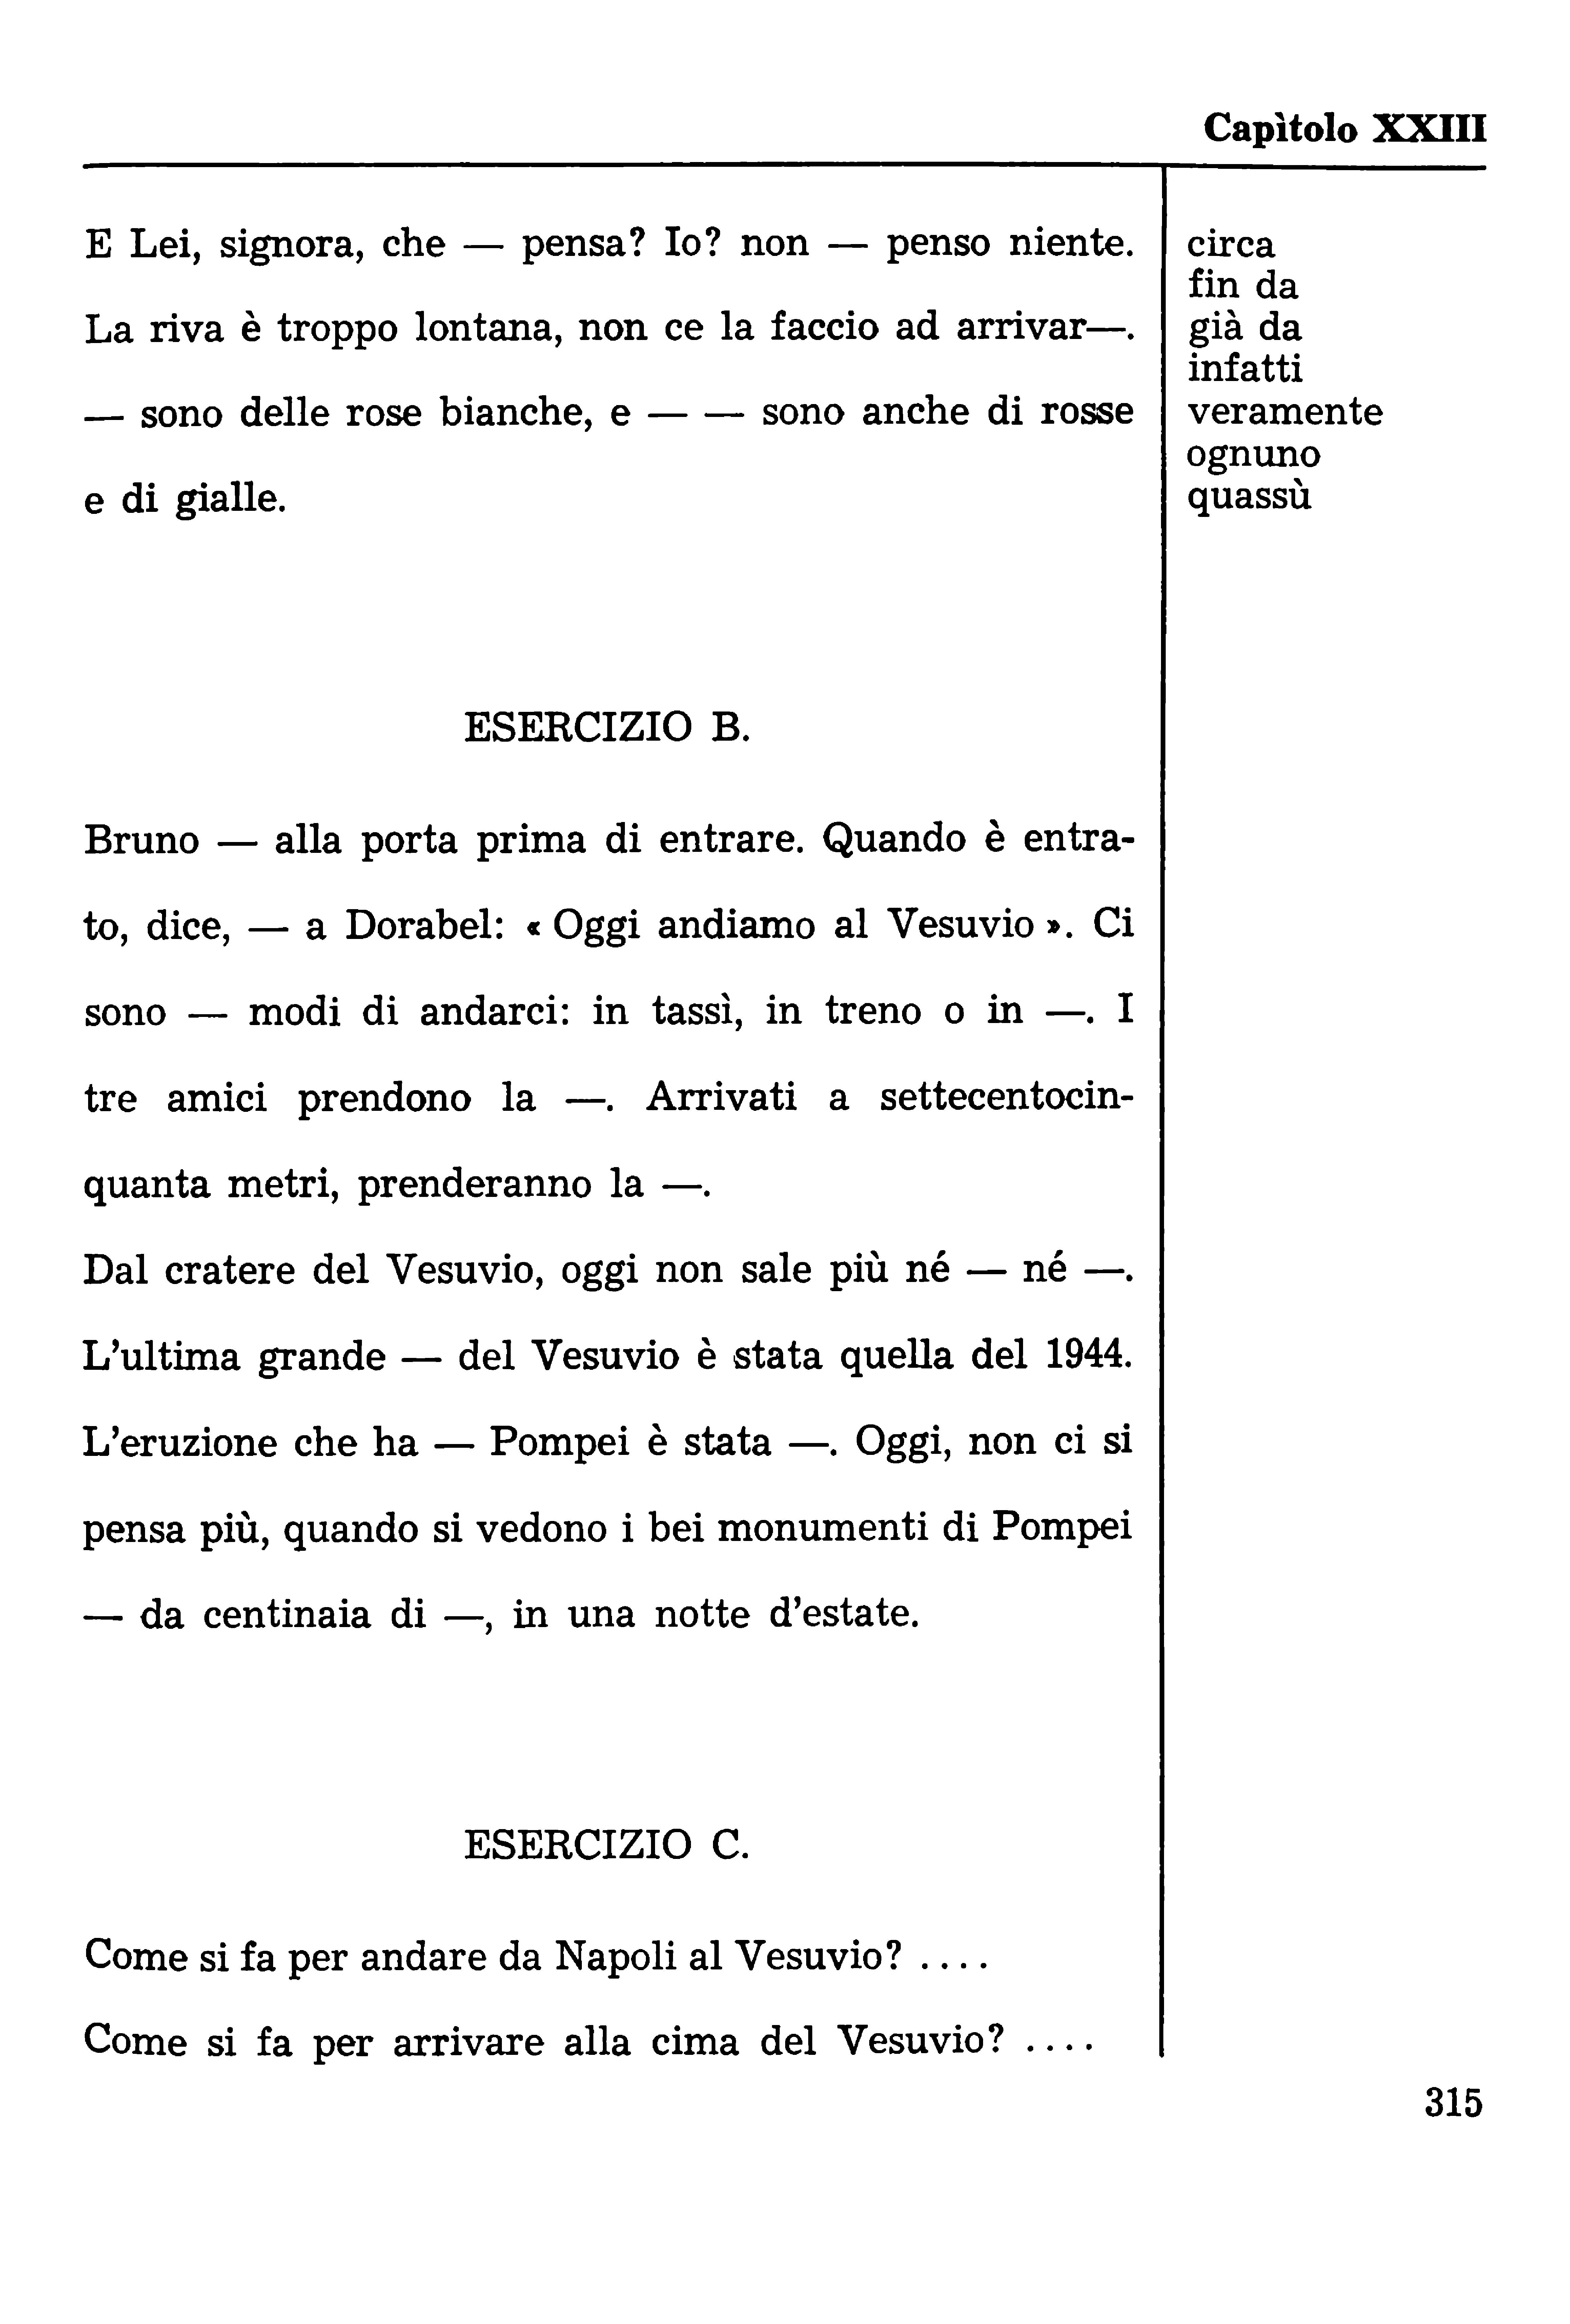 Capìtolo XXIII
E Lei, signora, che — pensa? Io? non — penso niente.
La riva è troppo lontana, non ce la faccio ad arrivar—.
— sono delle rose bianche, e — — sono anche di rosse
e di gialle.
circa
fin da
già da
infatti
veramente
ognuno
quassù
ESERCIZIO B.
Bruno — alla porta prima di entrare. Quando è entra-
to, dice, — a Dorabel: « Oggi andiamo al Vesuvio ». Ci
sono — modi di andarci: in tassì, in treno o in —. I
tre amici prendono la —. Arrivati a settecentocin-
quanta metri, prenderanno la —.
Dal cratere del Vesuvio, oggi non sale più né — né —.
L'ultima grande — del Vesuvio è stata quella del 1944.
L'eruzione che ha — Pompei è stata —. Oggi, non ci si
pensa più, quando si vedono i bei monumenti di Pompei
— da centinaia di —, in una notte d'estate.
ESERCIZIO C.
Come si fa per andare da Napoli al Vesuvio? ....
Come si fa per arrivare alla cima del Vesuvio? ....
315